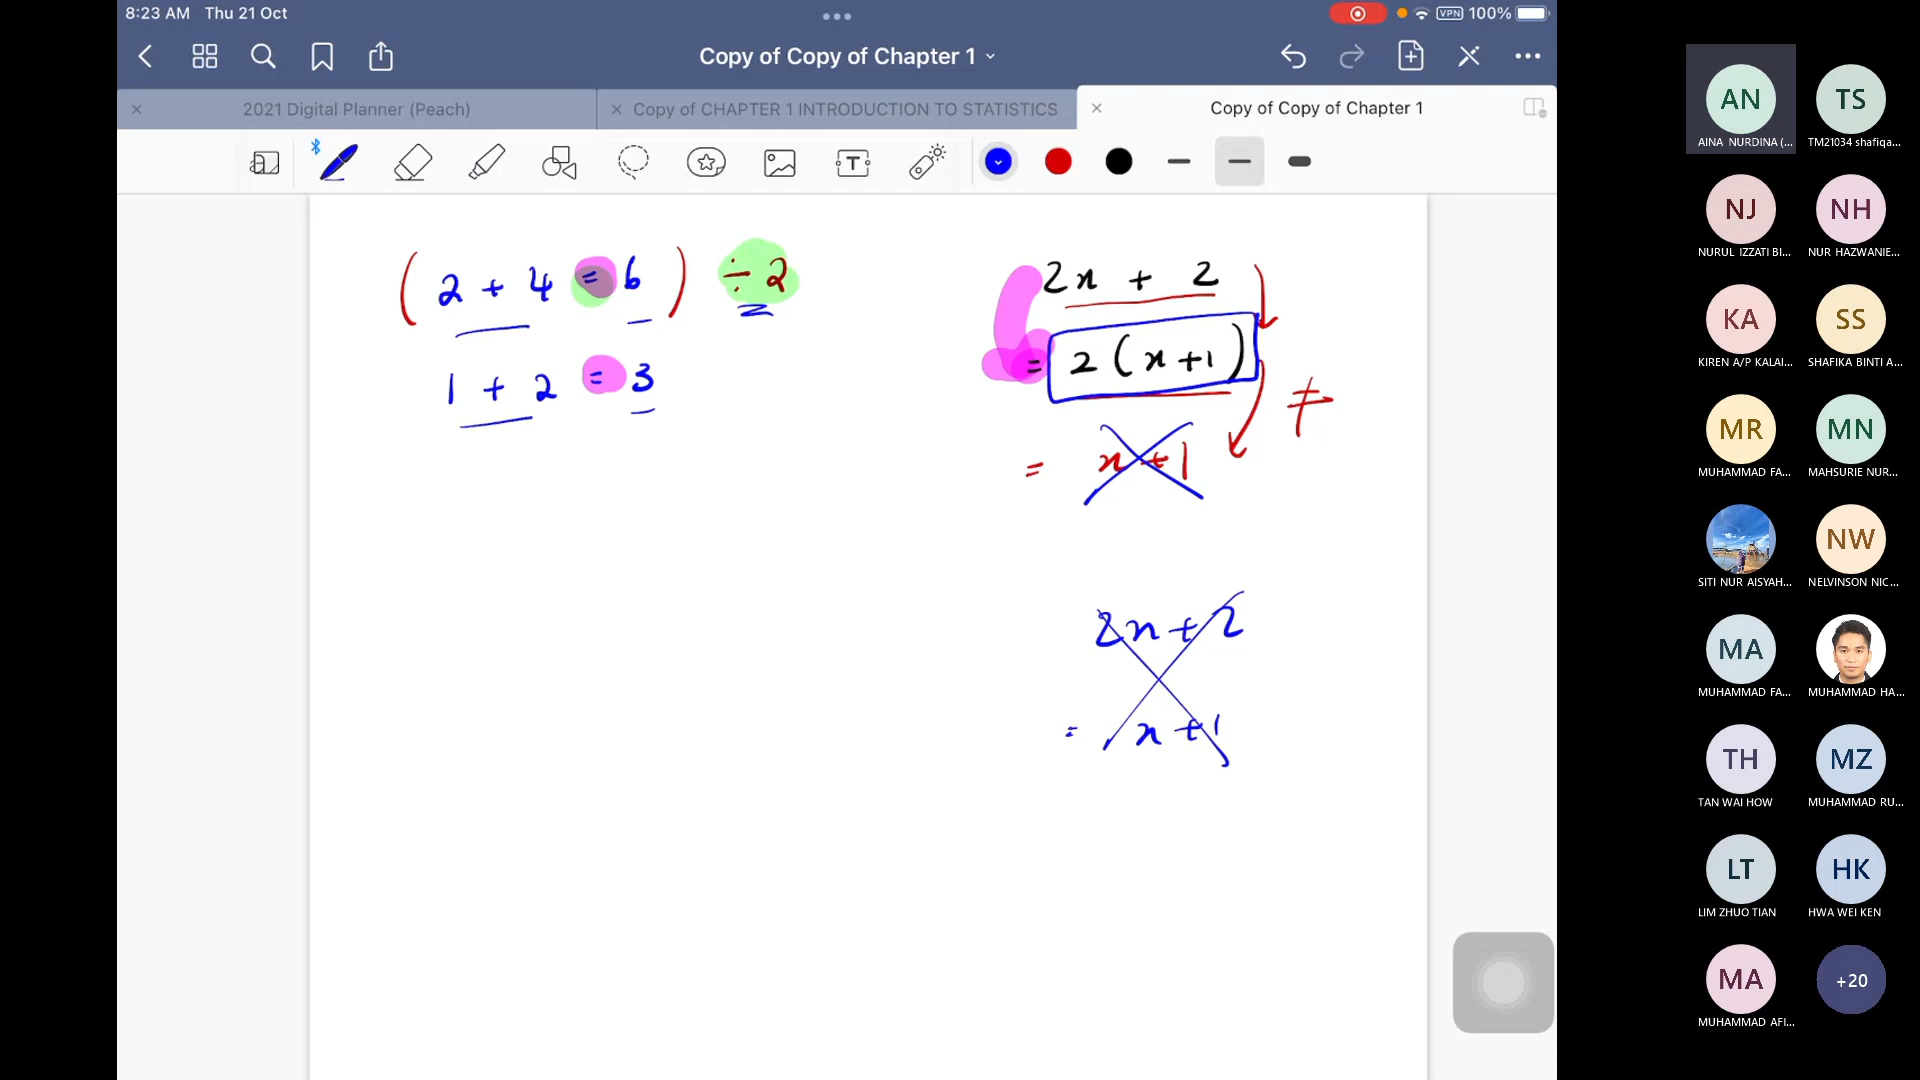 8:23 AM Thu 21 Oct
VPN 100%
Copy of Copy of Chapter 1
2021 Digital Planner (Peach)
Copy of CHAPTER 1 INTRODUCTION TO STATISTICS
Copy of Copy of Chapter 1
T
( 2 + 4 = 6 ) ÷ 2
1 + 2 = 3
2x + 2
= 2 ( x + 1 )
≠
= x + 1
2x + 2
= x + 1
AN
AINA NURDINA (...
TS
TM21034 shafiqa...
NJ
NURUL IZZATI BI...
NH
NUR HAZWANIE...
KA
KIREN A/P KALAI...
SS
SHAFIKA BINTI A...
MR
MUHAMMAD FA...
MN
MAHSURIE NUR...
SITI NUR AISYAH...
NW
NELVINSON NIC...
MA
MUHAMMAD FA...
MUHAMMAD HA...
TH
TAN WAI HOW
MZ
MUHAMMAD RU...
LT
LIM ZHUO TIAN
HK
HWA WEI KEN
MA
MUHAMMAD AFI...
+20